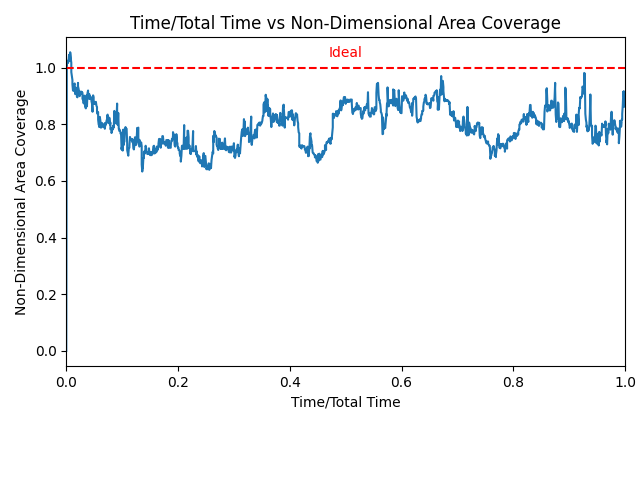 Time/Total Time vs Non-Dimensional Area Coverage
Ideal
1.0
0.8
0.6
0.4
0.2
0.0
Non-Dimensional Area Coverage
0.0 0.2 0.4 0.6 0.8 1.0
Time/Total Time